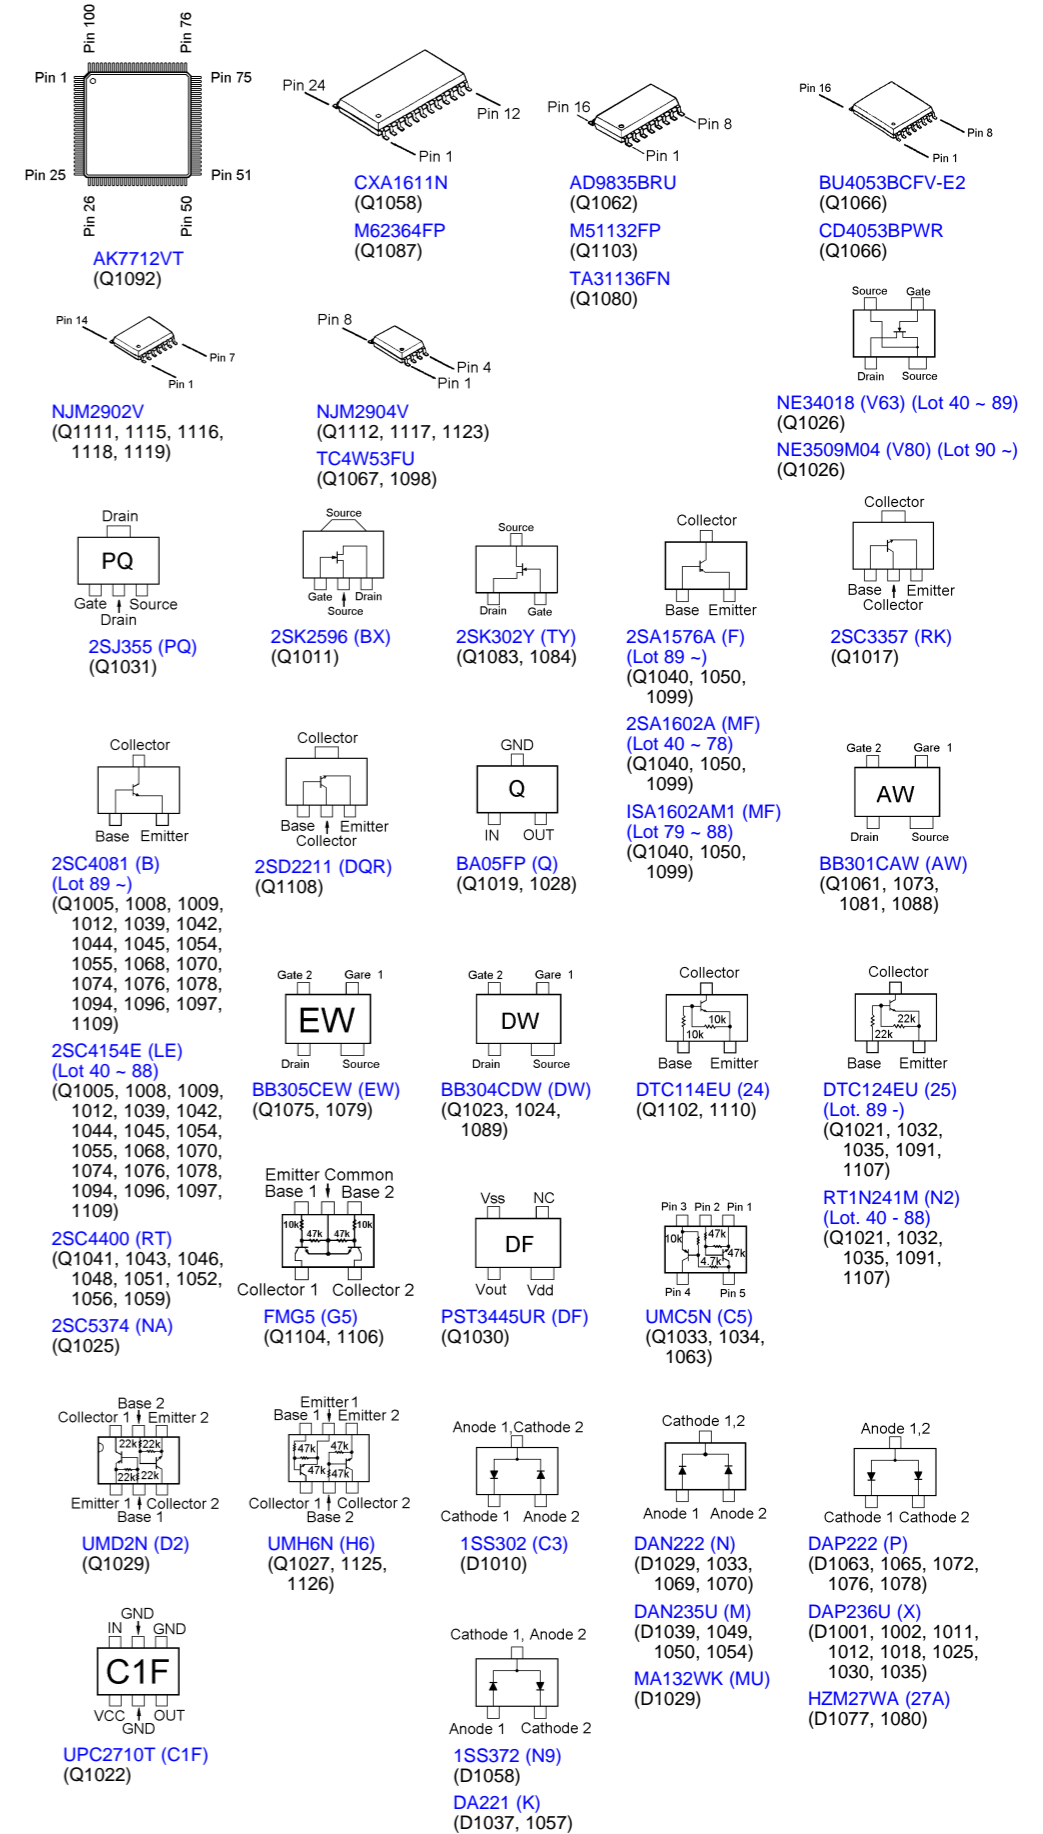 Pin 100
Pin 76
Pin 1
Pin 75
Pin 25
Pin 51
Pin 26
Pin 50
AK7712VT
(Q1092)
Pin 24
Pin 12
Pin 1
CXA1611N
(Q1058)
M62364FP
(Q1087)
Pin 16
Pin 8
Pin 1
AD9835BRU
(Q1062)
M51132FP
(Q1103)
TA31136FN
(Q1080)
Pin 16
Pin 8
Pin 1
BU4053BCFV-E2
(Q1066)
CD4053BPWR
(Q1066)
Pin 14
Pin 7
Pin 1
NJM2902V
(Q1111, 1115, 1116,
1118, 1119)
Pin 8
Pin 4
Pin 1
NJM2904V
(Q1112, 1117, 1123)
TC4W53FU
(Q1067, 1098)
Source Gate
Drain Source
NE34018 (V63) (Lot 40 ~ 89)
(Q1026)
NE3509M04 (V80) (Lot 90 ~)
(Q1026)
Drain
PQ
Gate Source
Drain
2SJ355 (PQ)
(Q1031)
Source
Gate Drain
Source
2SK2596 (BX)
(Q1011)
Source
Drain Gate
2SK302Y (TY)
(Q1083, 1084)
Collector
Base Emitter
2SA1576A (F)
(Lot 89 ~)
(Q1040, 1050,
1099)
2SA1602A (MF)
(Lot 40 ~ 78)
(Q1040, 1050,
1099)
ISA1602AM1 (MF)
(Lot 79 ~ 88)
(Q1040, 1050,
1099)
Collector
Base Emitter
Collector
2SC3357 (RK)
(Q1017)
Collector
Base Emitter
2SC4081 (B)
(Lot 89 ~)
(Q1005, 1008, 1009,
1012, 1039, 1042,
1044, 1045, 1054,
1055, 1068, 1070,
1074, 1076, 1078,
1094, 1096, 1097,
1109)
2SC4154E (LE)
(Lot 40 ~ 88)
(Q1005, 1008, 1009,
1012, 1039, 1042,
1044, 1045, 1054,
1055, 1068, 1070,
1074, 1076, 1078,
1094, 1096, 1097,
1109)
2SC4400 (RT)
(Q1041, 1043, 1046,
1048, 1051, 1052,
1056, 1059)
2SC5374 (NA)
(Q1025)
Collector
Base Emitter
Collector
2SD2211 (DQR)
(Q1108)
GND
Q
IN OUT
BA05FP (Q)
(Q1019, 1028)
Gate 2 Gare 1
AW
Drain Source
BB301CAW (AW)
(Q1061, 1073,
1081, 1088)
Gate 2 Gare 1
EW
Drain Source
BB305CEW (EW)
(Q1075, 1079)
Gate 2 Gare 1
DW
Drain Source
BB304CDW (DW)
(Q1023, 1024,
1089)
Collector
10k
10k
Base Emitter
DTC114EU (24)
(Q1102, 1110)
Collector
22k
22k
Base Emitter
DTC124EU (25)
(Lot. 89 -)
(Q1021, 1032,
1035, 1091,
1107)
RT1N241M (N2)
(Lot. 40 - 88)
(Q1021, 1032,
1035, 1091,
1107)
Emitter Common
Base 1 Base 2
10k 10k
47k 47k
Collector 1 Collector 2
FMG5 (G5)
(Q1104, 1106)
Vss NC
DF
Vout Vdd
PST3445UR (DF)
(Q1030)
Pin 3 Pin 2 Pin 1
10k 47k
47k
4.7k
Pin 4 Pin 5
UMC5N (C5)
(Q1033, 1034,
1063)
Base 2
Collector 1 Emitter 2
22k 22k
22k 22k
Emitter 1 Collector 2
Base 1
UMD2N (D2)
(Q1029)
Emitter 1
Base 1 Emitter 2
47k 47k
47k 47k
Collector 1 Collector 2
Base 2
UMH6N (H6)
(Q1027, 1125,
1126)
Anode 1,Cathode 2
Cathode 1 Anode 2
1SS302 (C3)
(D1010)
Cathode 1,2
Anode 1 Anode 2
DAN222 (N)
(D1029, 1033,
1069, 1070)
DAN235U (M)
(D1039, 1049,
1050, 1054)
MA132WK (MU)
(D1029)
Anode 1,2
Cathode 1 Cathode 2
DAP222 (P)
(D1063, 1065, 1072,
1076, 1078)
DAP236U (X)
(D1001, 1002, 1011,
1012, 1018, 1025,
1030, 1035)
HZM27WA (27A)
(D1077, 1080)
GND
IN GND
C1F
VCC OUT
GND
UPC2710T (C1F)
(Q1022)
Cathode 1, Anode 2
Anode 1 Cathode 2
1SS372 (N9)
(D1058)
DA221 (K)
(D1037, 1057)